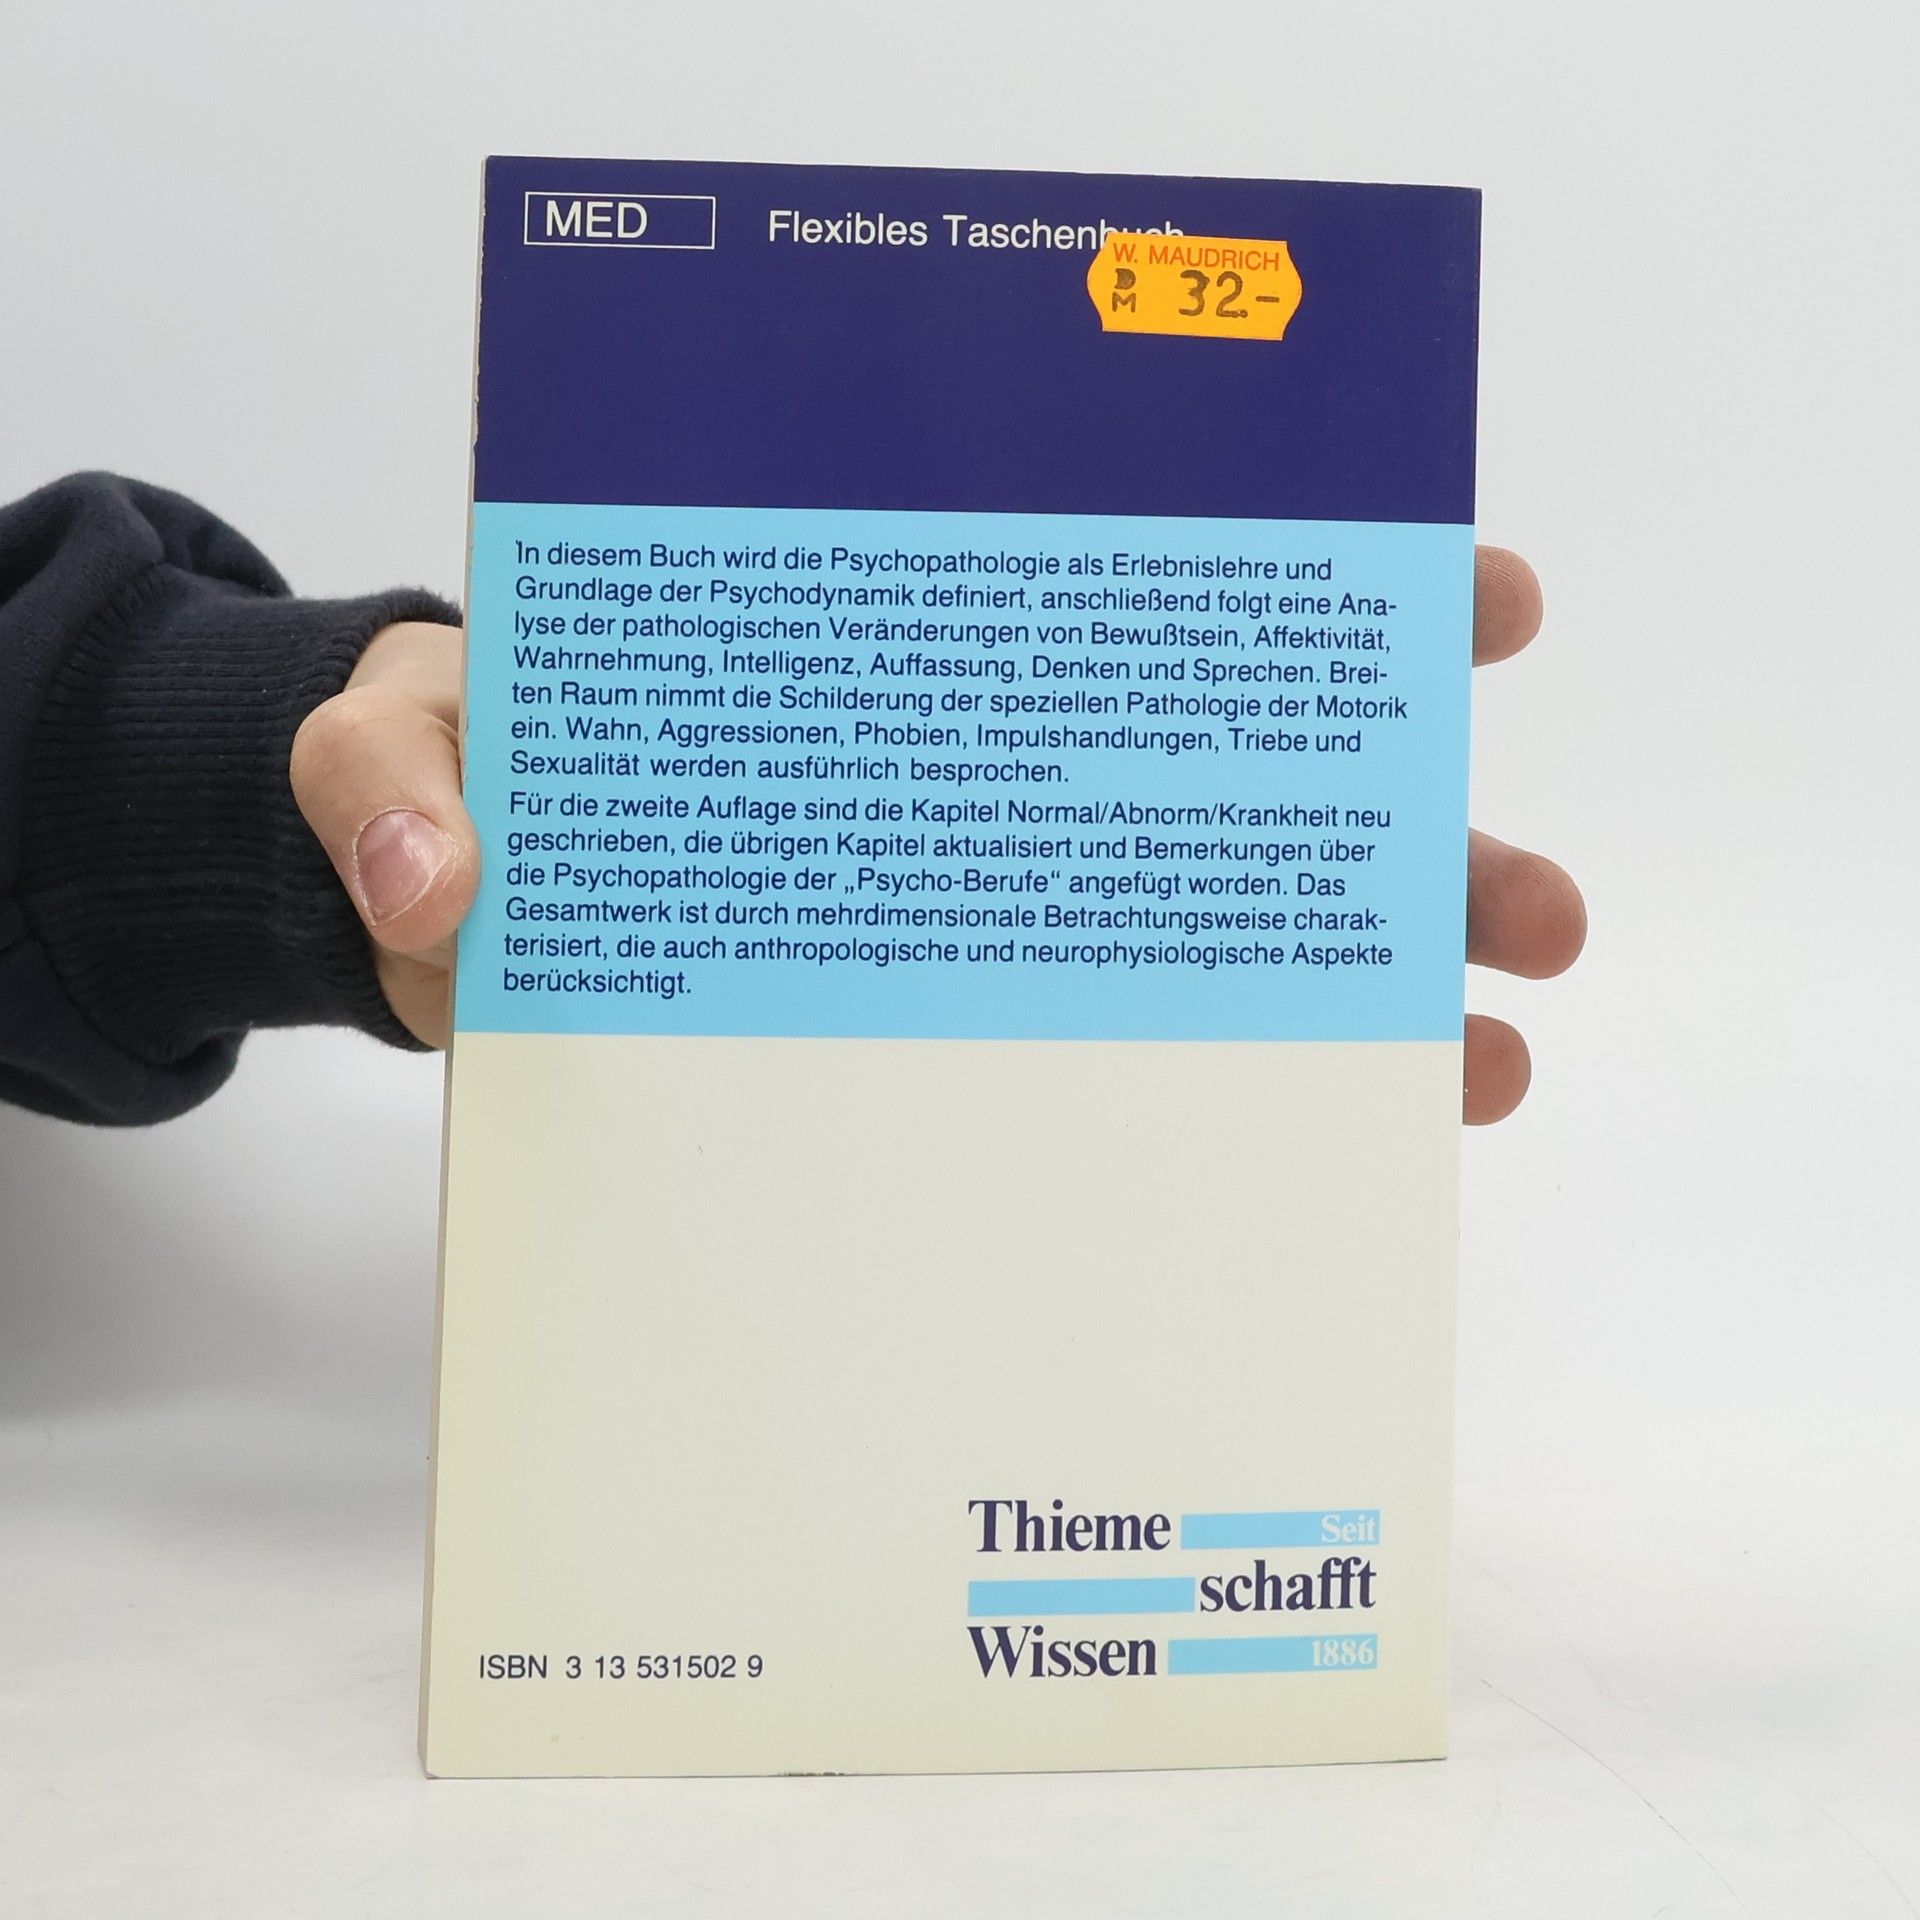 MED
Flexibles Taschenbuch
W. MAUDRICH
DM 32.-
In diesem Buch wird die Psychopathologie als Erlebnislehre und
Grundlage der Psychodynamik definiert, anschließend folgt eine Ana-
lyse der pathologischen Veränderungen von Bewußtsein, Affektivität,
Wahrnehmung, Intelligenz, Auffassung, Denken und Sprechen. Brei-
ten Raum nimmt die Schilderung der speziellen Pathologie der Motorik
ein. Wahn, Aggressionen, Phobien, Impulshandlungen, Triebe und
Sexualität werden ausführlich besprochen.
Für die zweite Auflage sind die Kapitel Normal/Abnorm/Krankheit neu
geschrieben, die übrigen Kapitel aktualisiert und Bemerkungen über
die Psychopathologie der „Psycho-Berufe“ angefügt worden. Das
Gesamtwerk ist durch mehrdimensionale Betrachtungsweise charak-
terisiert, die auch anthropologische und neurophysiologische Aspekte
berücksichtigt.
Thieme Seit
schafft
Wissen 1886
ISBN 3 13 531502 9